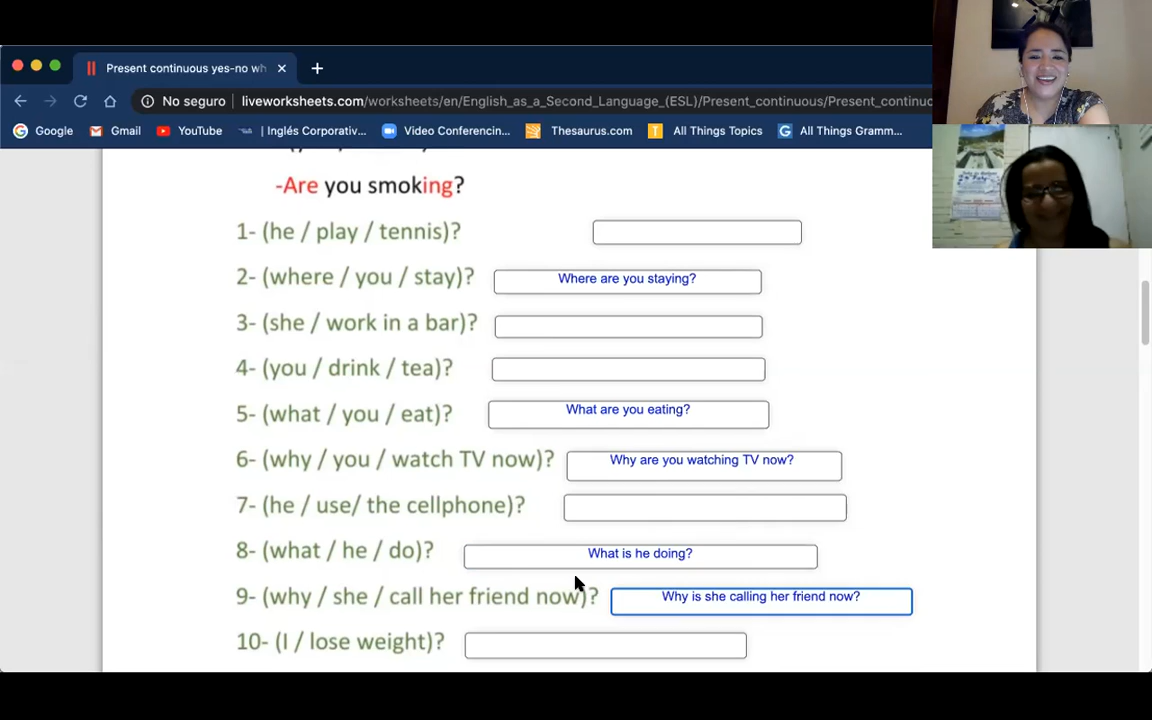 Present continuous yes-no wh
No seguro
liveworksheets.com/worksheets/en/English_as_a_Second_Language_(ESL)/Present_continuous/Present_continuo
Google
Gmail
YouTube
| Inglés Corporativ...
Video Conferencin...
Thesaurus.com
All Things Topics
All Things Gramm...
-Are you smoking?
1- (he / play / tennis)?
2- (where / you / stay)? Where are you staying?
3- (she / work in a bar)?
4- (you / drink / tea)?
5- (what / you / eat)? What are you eating?
6- (why / you / watch TV now)? Why are you watching TV now?
7- (he / use/ the cellphone)?
8- (what / he / do)? What is he doing?
9- (why / she / call her friend now)? Why is she calling her friend now?
10- (I / lose weight)?